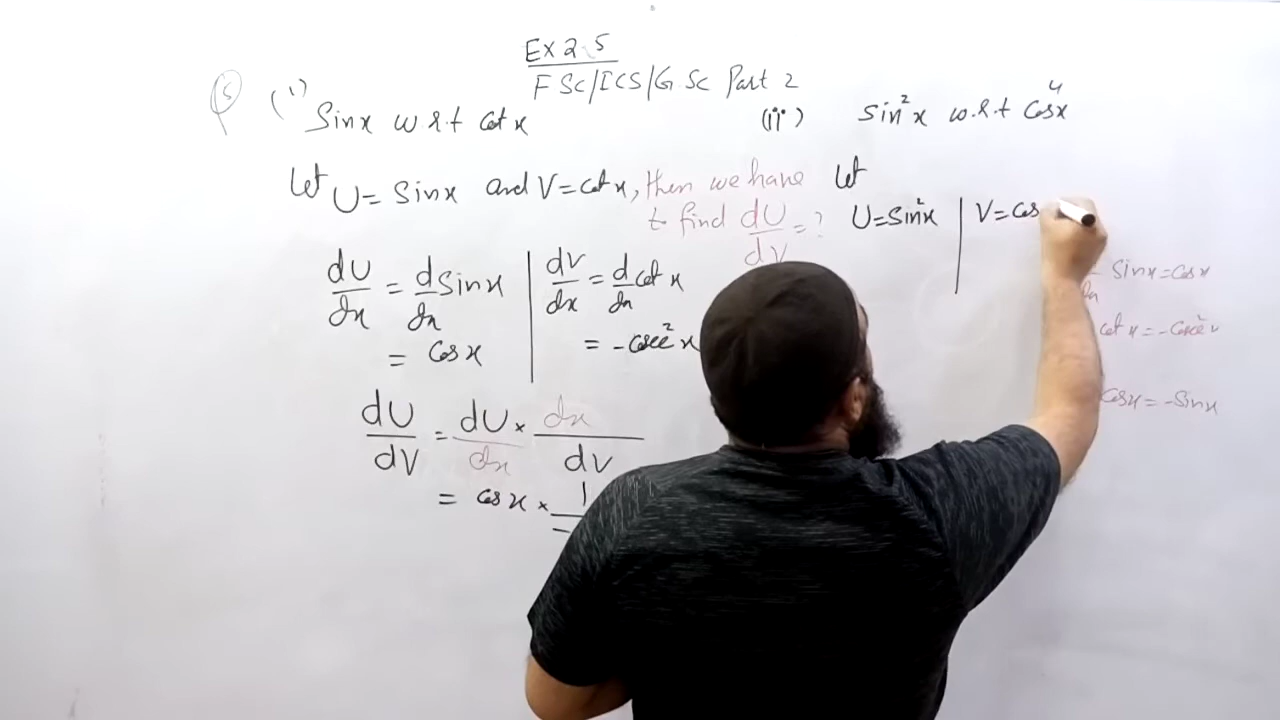 Ex 2.5
F Sc/ICS/G.Sc Part 2
Q5 (i) Sinx w.r.t Cot x
(ii) Sin²x w.r.t Cos⁴x
Let U = Sinx and V = Cot x, then we have
to find dU/dV = ?
dU/dx = d/dx Sinx
= Cos x
dV/dx = d/dx Cot x
= -Cosec²x
dU/dV = dU/dx × dx/dV
= Cos x × 1
Let
U = Sin²x | V = Cos
Sinx = Cosx
Cot x = -Cosec²x
Cosx = -Sinx